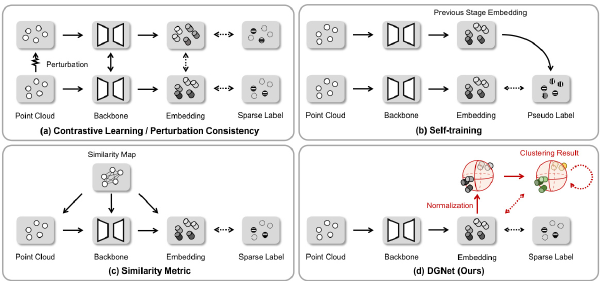 Perturbation
Point Cloud
Backbone
Embedding
Sparse Label
(a) Contrastive Learning / Perturbation Consistency
Previous Stage Embedding
Point Cloud
Backbone
Embedding
Pseudo Label
(b) Self-training
Similarity Map
Point Cloud
Backbone
Embedding
Sparse Label
(c) Similarity Metric
Clustering Result
Normalization
Point Cloud
Backbone
Embedding
Sparse Label
(d) DGNet (Ours)